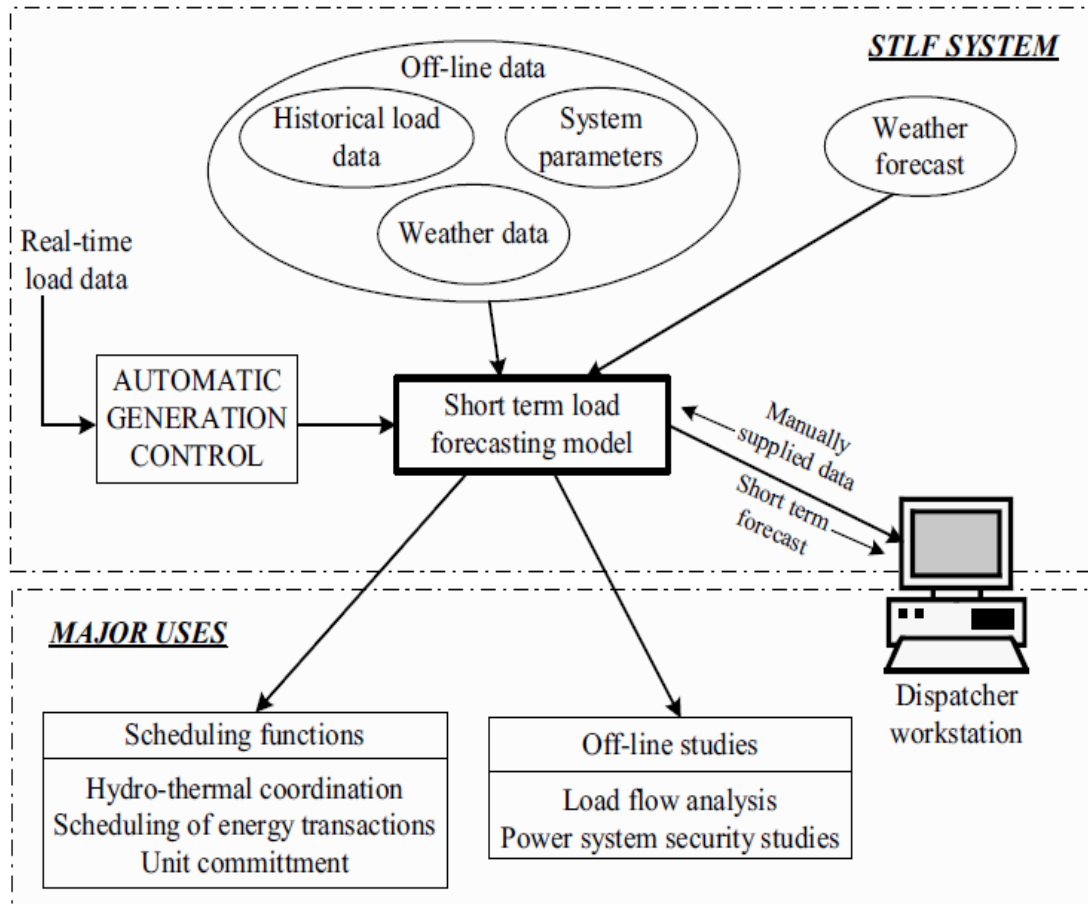 STLF SYSTEM
Off-line data
Historical load
data
System
parameters
Weather data
Weather
forecast
Real-time
load data
AUTOMATIC
GENERATION
CONTROL
Short term load
forecasting model
Manually
supplied data
Short term
forecast
MAJOR USES
Dispatcher
workstation
Scheduling functions
Hydro-thermal coordination
Scheduling of energy transactions
Unit committment
Off-line studies
Load flow analysis
Power system security studies